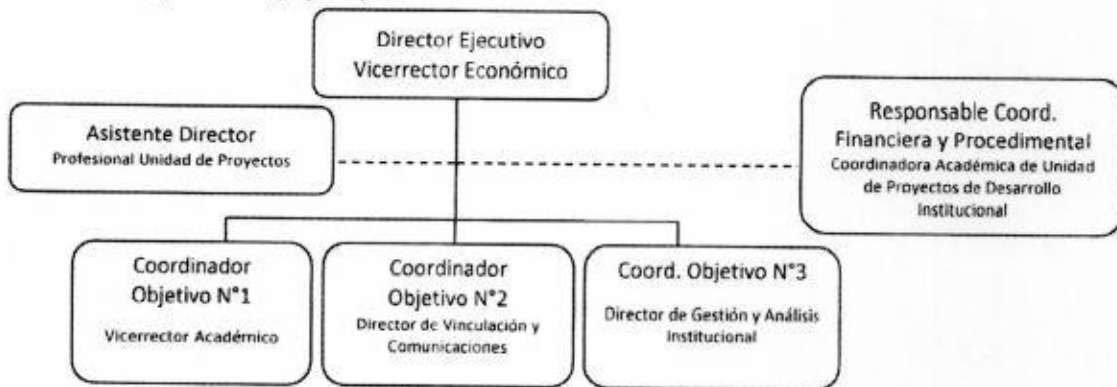 Director Ejecutivo
Vicerrector Económico
Asistente Director
Profesional Unidad de Proyectos
Responsable Coord.
Financiera y Procedimental
Coordinadora Académica de Unidad
de Proyectos de Desarrollo
Institucional
Coordinador
Objetivo N°1
Vicerrector Académico
Coordinador
Objetivo N°2
Director de Vinculación y
Comunicaciones
Coord. Objetivo N°3
Director de Gestión y Análisis
Institucional